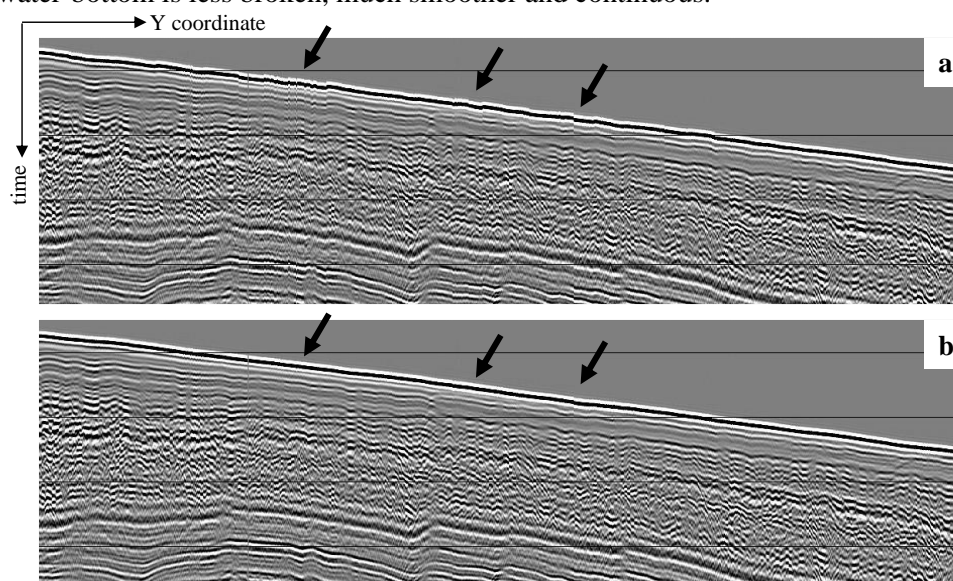 water bottom is less broken, much smoother and continuous.
Y coordinate
a
time
b